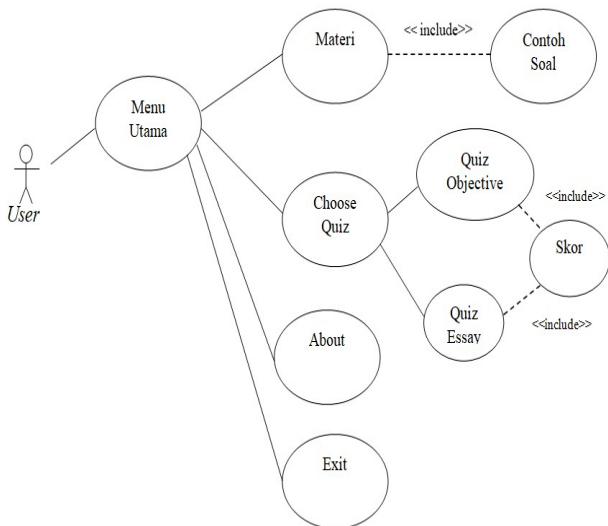 Menu
Utama
User
Materi
<< include>>
Contoh
Soal
Choose
Quiz
Quiz
Objective
<<include>>
Skor
Quiz
Essay
<<include>>
About
Exit